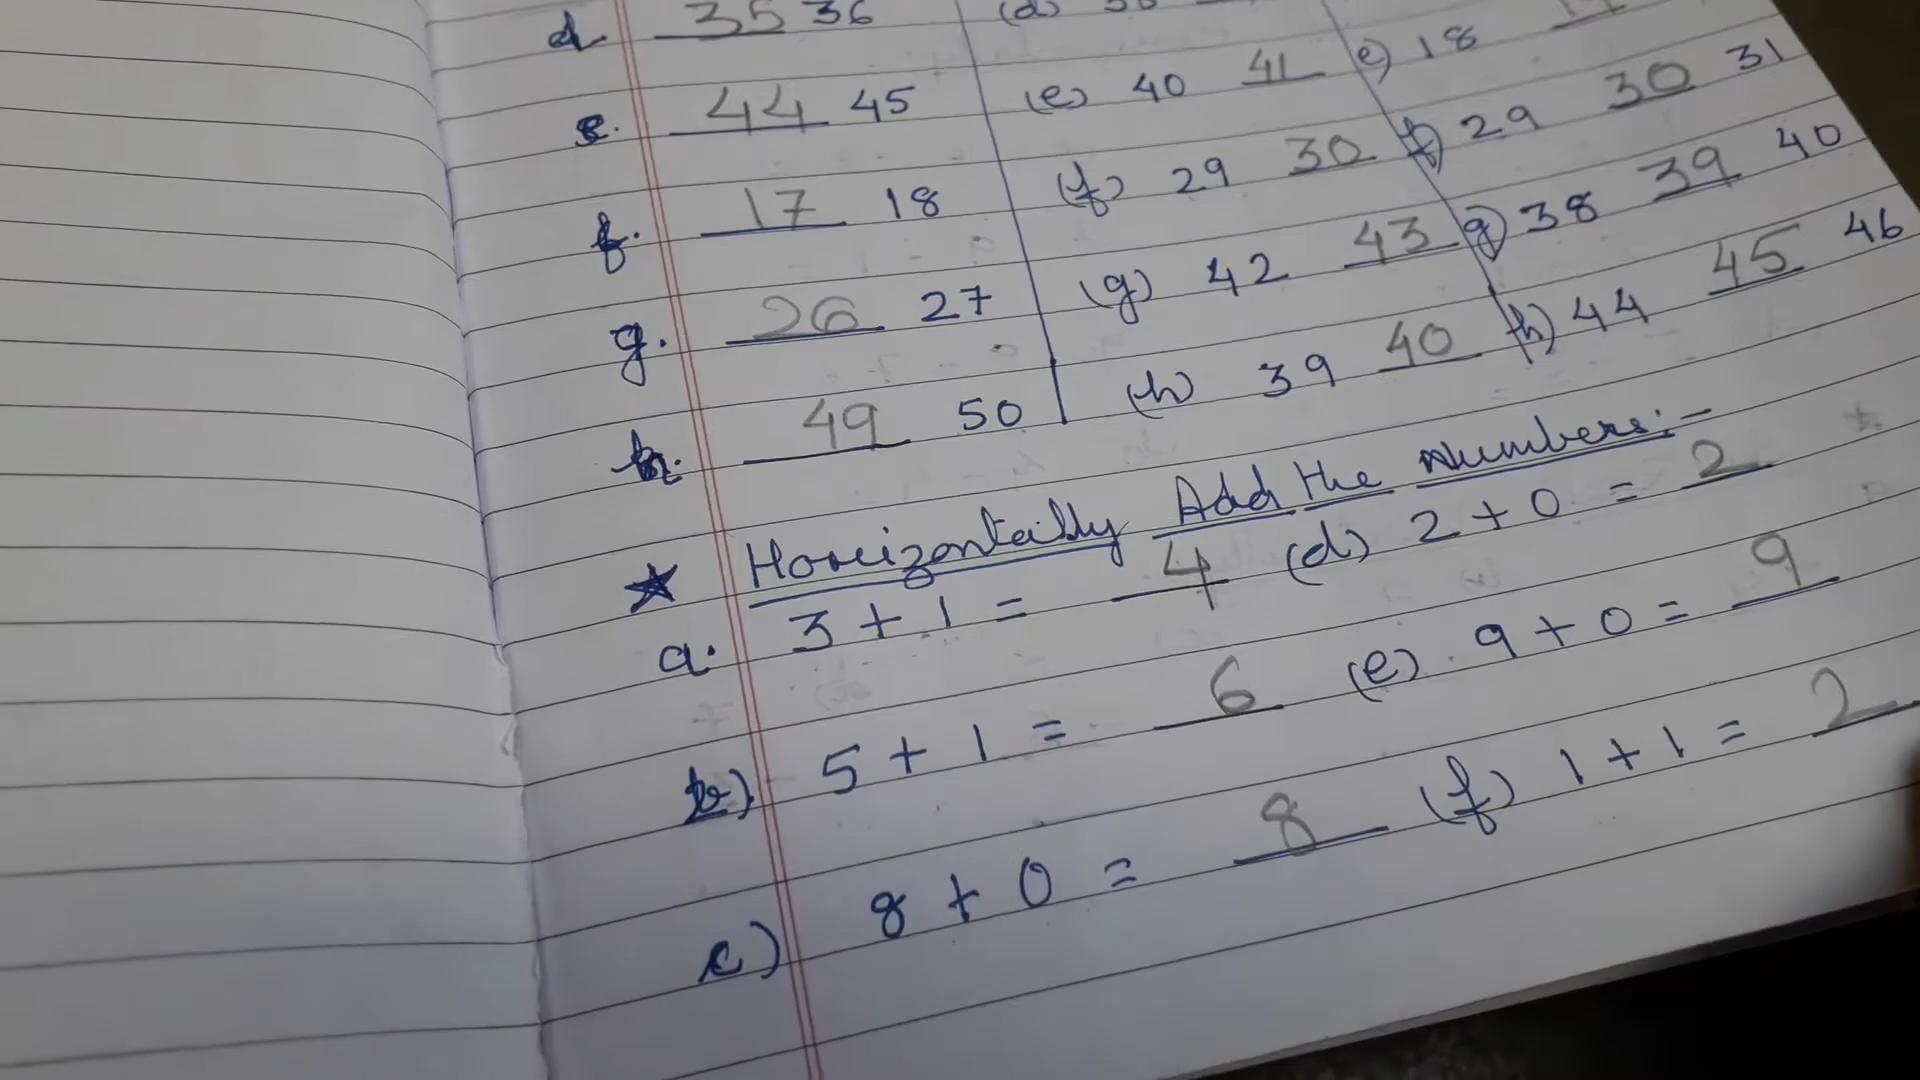 d. 35 36 (d)
e. 44 45 (e) 40 41 e) 18
f. 17 18 (f) 29 30 f) 29 30 31
g. 26 27 (g) 42 43 g) 38 39 40
h. 49 50 (h) 39 40 h) 44 45 46
★ Horizontally Add the Numbers:-
a. 3 + 1 = 4 (d) 2 + 0 = 2
b) 5 + 1 = 6 (e) 9 + 0 = 9
c) 8 + 0 = 8 (f) 1 + 1 = 2